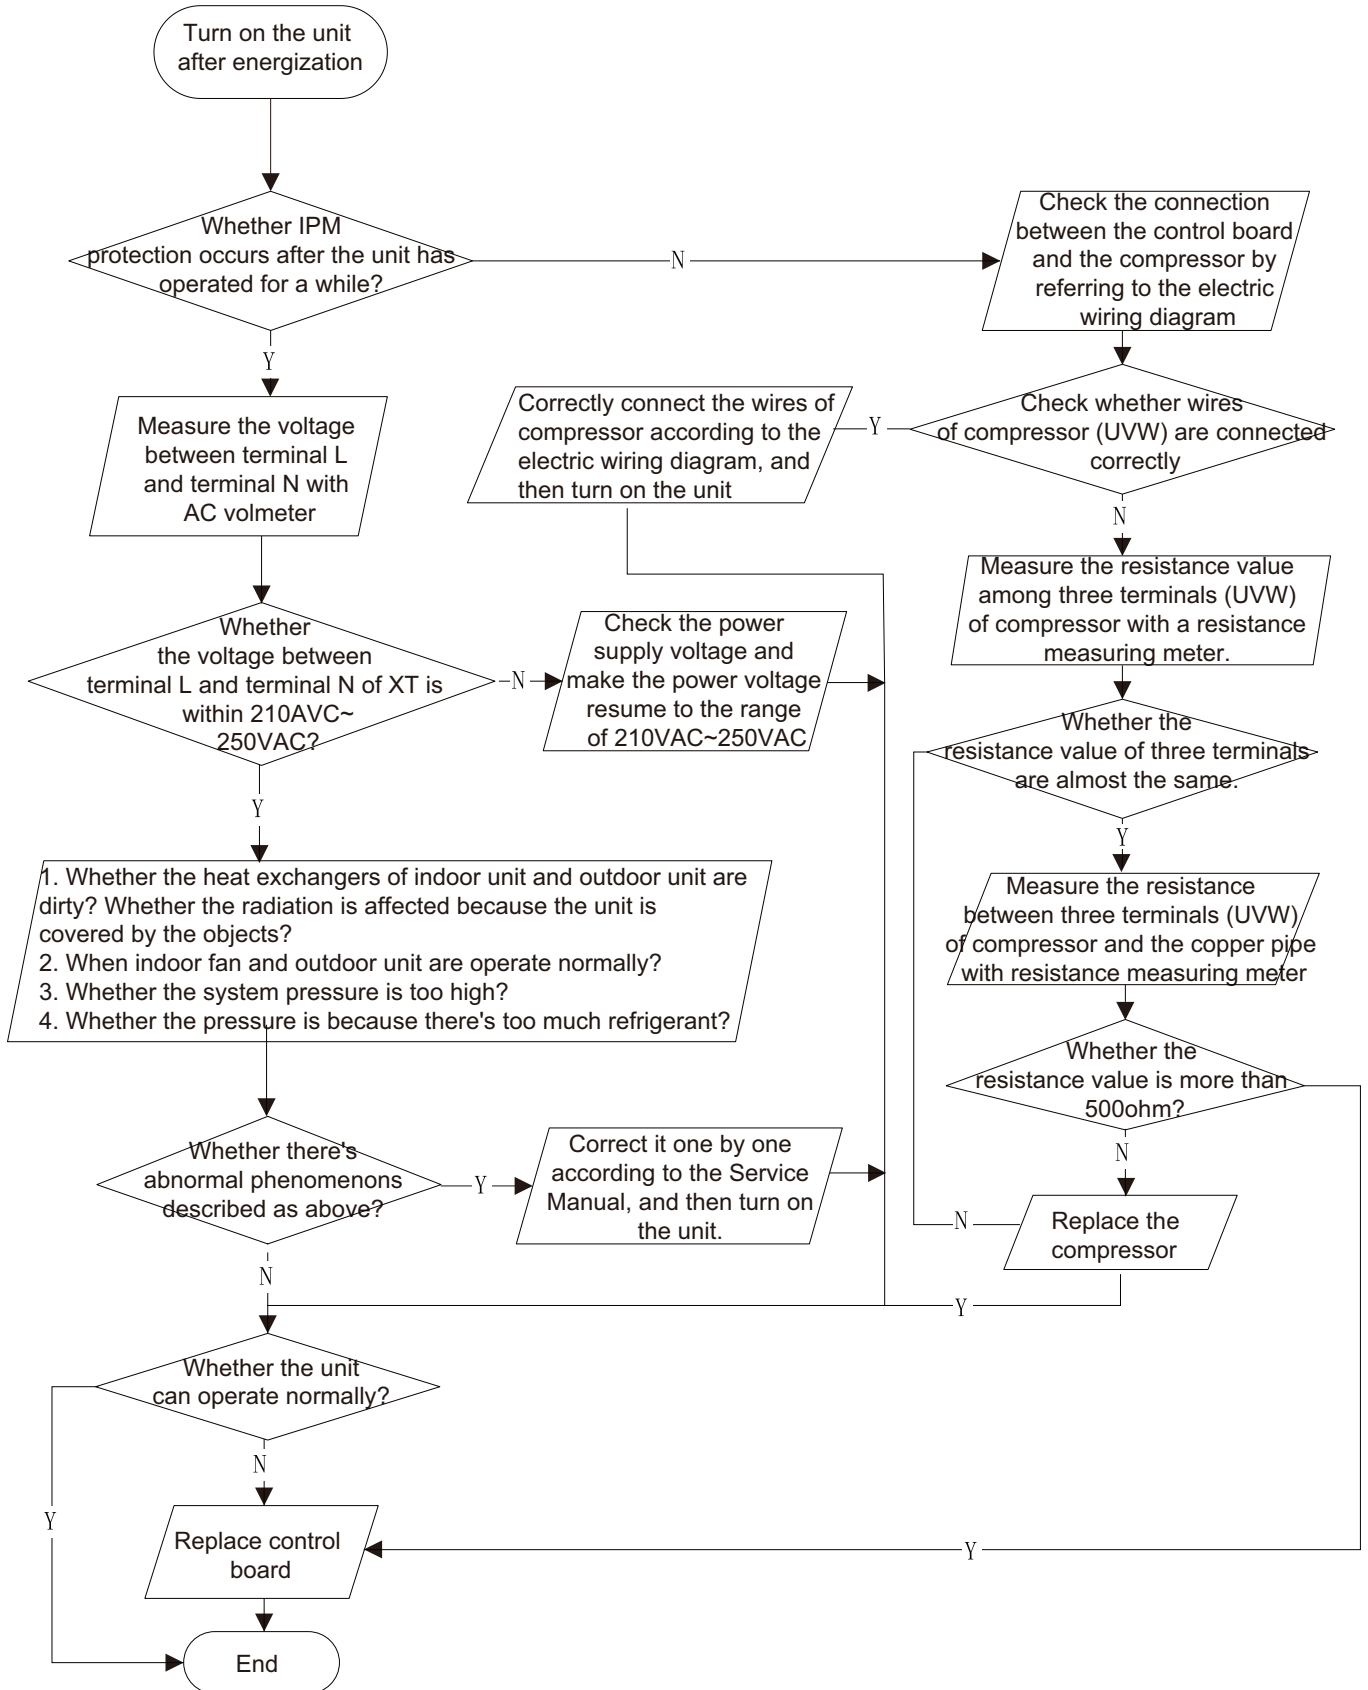 Turn on the unit
after energization
Whether IPM
protection occurs after the unit has
operated for a while?
N
Check the connection
between the control board
and the compressor by
referring to the electric
wiring diagram
Y
Measure the voltage
between terminal L
and terminal N with
AC volmeter
Correctly connect the wires of
compressor according to the
electric wiring diagram, and
then turn on the unit
Y
Check whether wires
of compressor (UVW) are connected
correctly
N
Measure the resistance value
among three terminals (UVW)
of compressor with a resistance
measuring meter.
Whether
the voltage between
terminal L and terminal N of XT is
within 210AVC~
250VAC?
N
Check the power
supply voltage and
make the power voltage
resume to the range
of 210VAC~250VAC
Whether the
resistance value of three terminals
are almost the same.
Y
Y
1. Whether the heat exchangers of indoor unit and outdoor unit are
dirty? Whether the radiation is affected because the unit is
covered by the objects?
2. When indoor fan and outdoor unit are operate normally?
3. Whether the system pressure is too high?
4. Whether the pressure is because there's too much refrigerant?
Measure the resistance
between three terminals (UVW)
of compressor and the copper pipe
with resistance measuring meter
Whether the
resistance value is more than
500ohm?
N
Whether there's
abnormal phenomenons
described as above?
Y
Correct it one by one
according to the Service
Manual, and then turn on
the unit.
N
Replace the
compressor
N
Y
Whether the unit
can operate normally?
N
Y
Replace control
board
Y
End